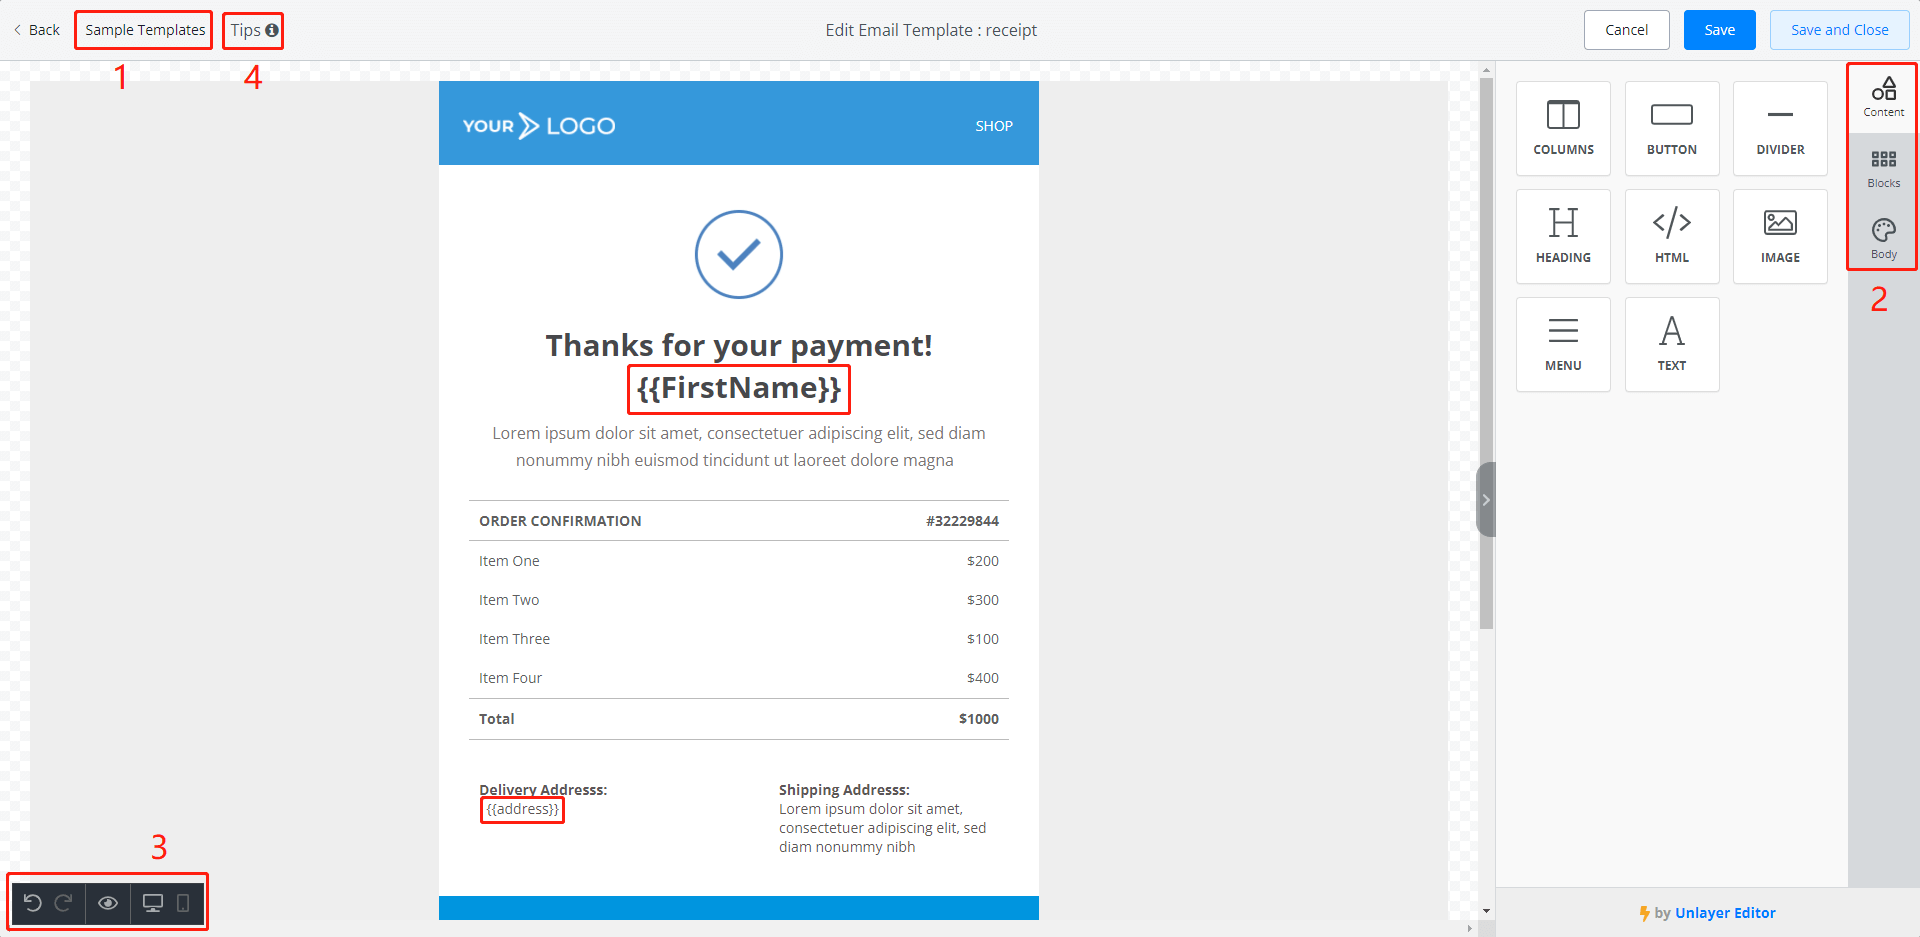 Back
Sample Templates
Tips
Edit Email Template : receipt
Cancel
Save
Save and Close
1
4
YOUR LOGO
SHOP
Thanks for your payment!
{{FirstName}}
Lorem ipsum dolor sit amet, consectetuer adipiscing elit, sed diam
nonummy nibh euismod tincidunt ut laoreet dolore magna
ORDER CONFIRMATION #32229844
Item One $200
Item Two $300
Item Three $100
Item Four $400
Total $1000
Delivery Addresss:
{{address}}
Shipping Addresss:
Lorem ipsum dolor sit amet,
consectetuer adipiscing elit, sed
diam nonummy nibh
3
COLUMNS
BUTTON
DIVIDER
HEADING
HTML
IMAGE
MENU
TEXT
Content
Blocks
Body
2
by Unlayer Editor